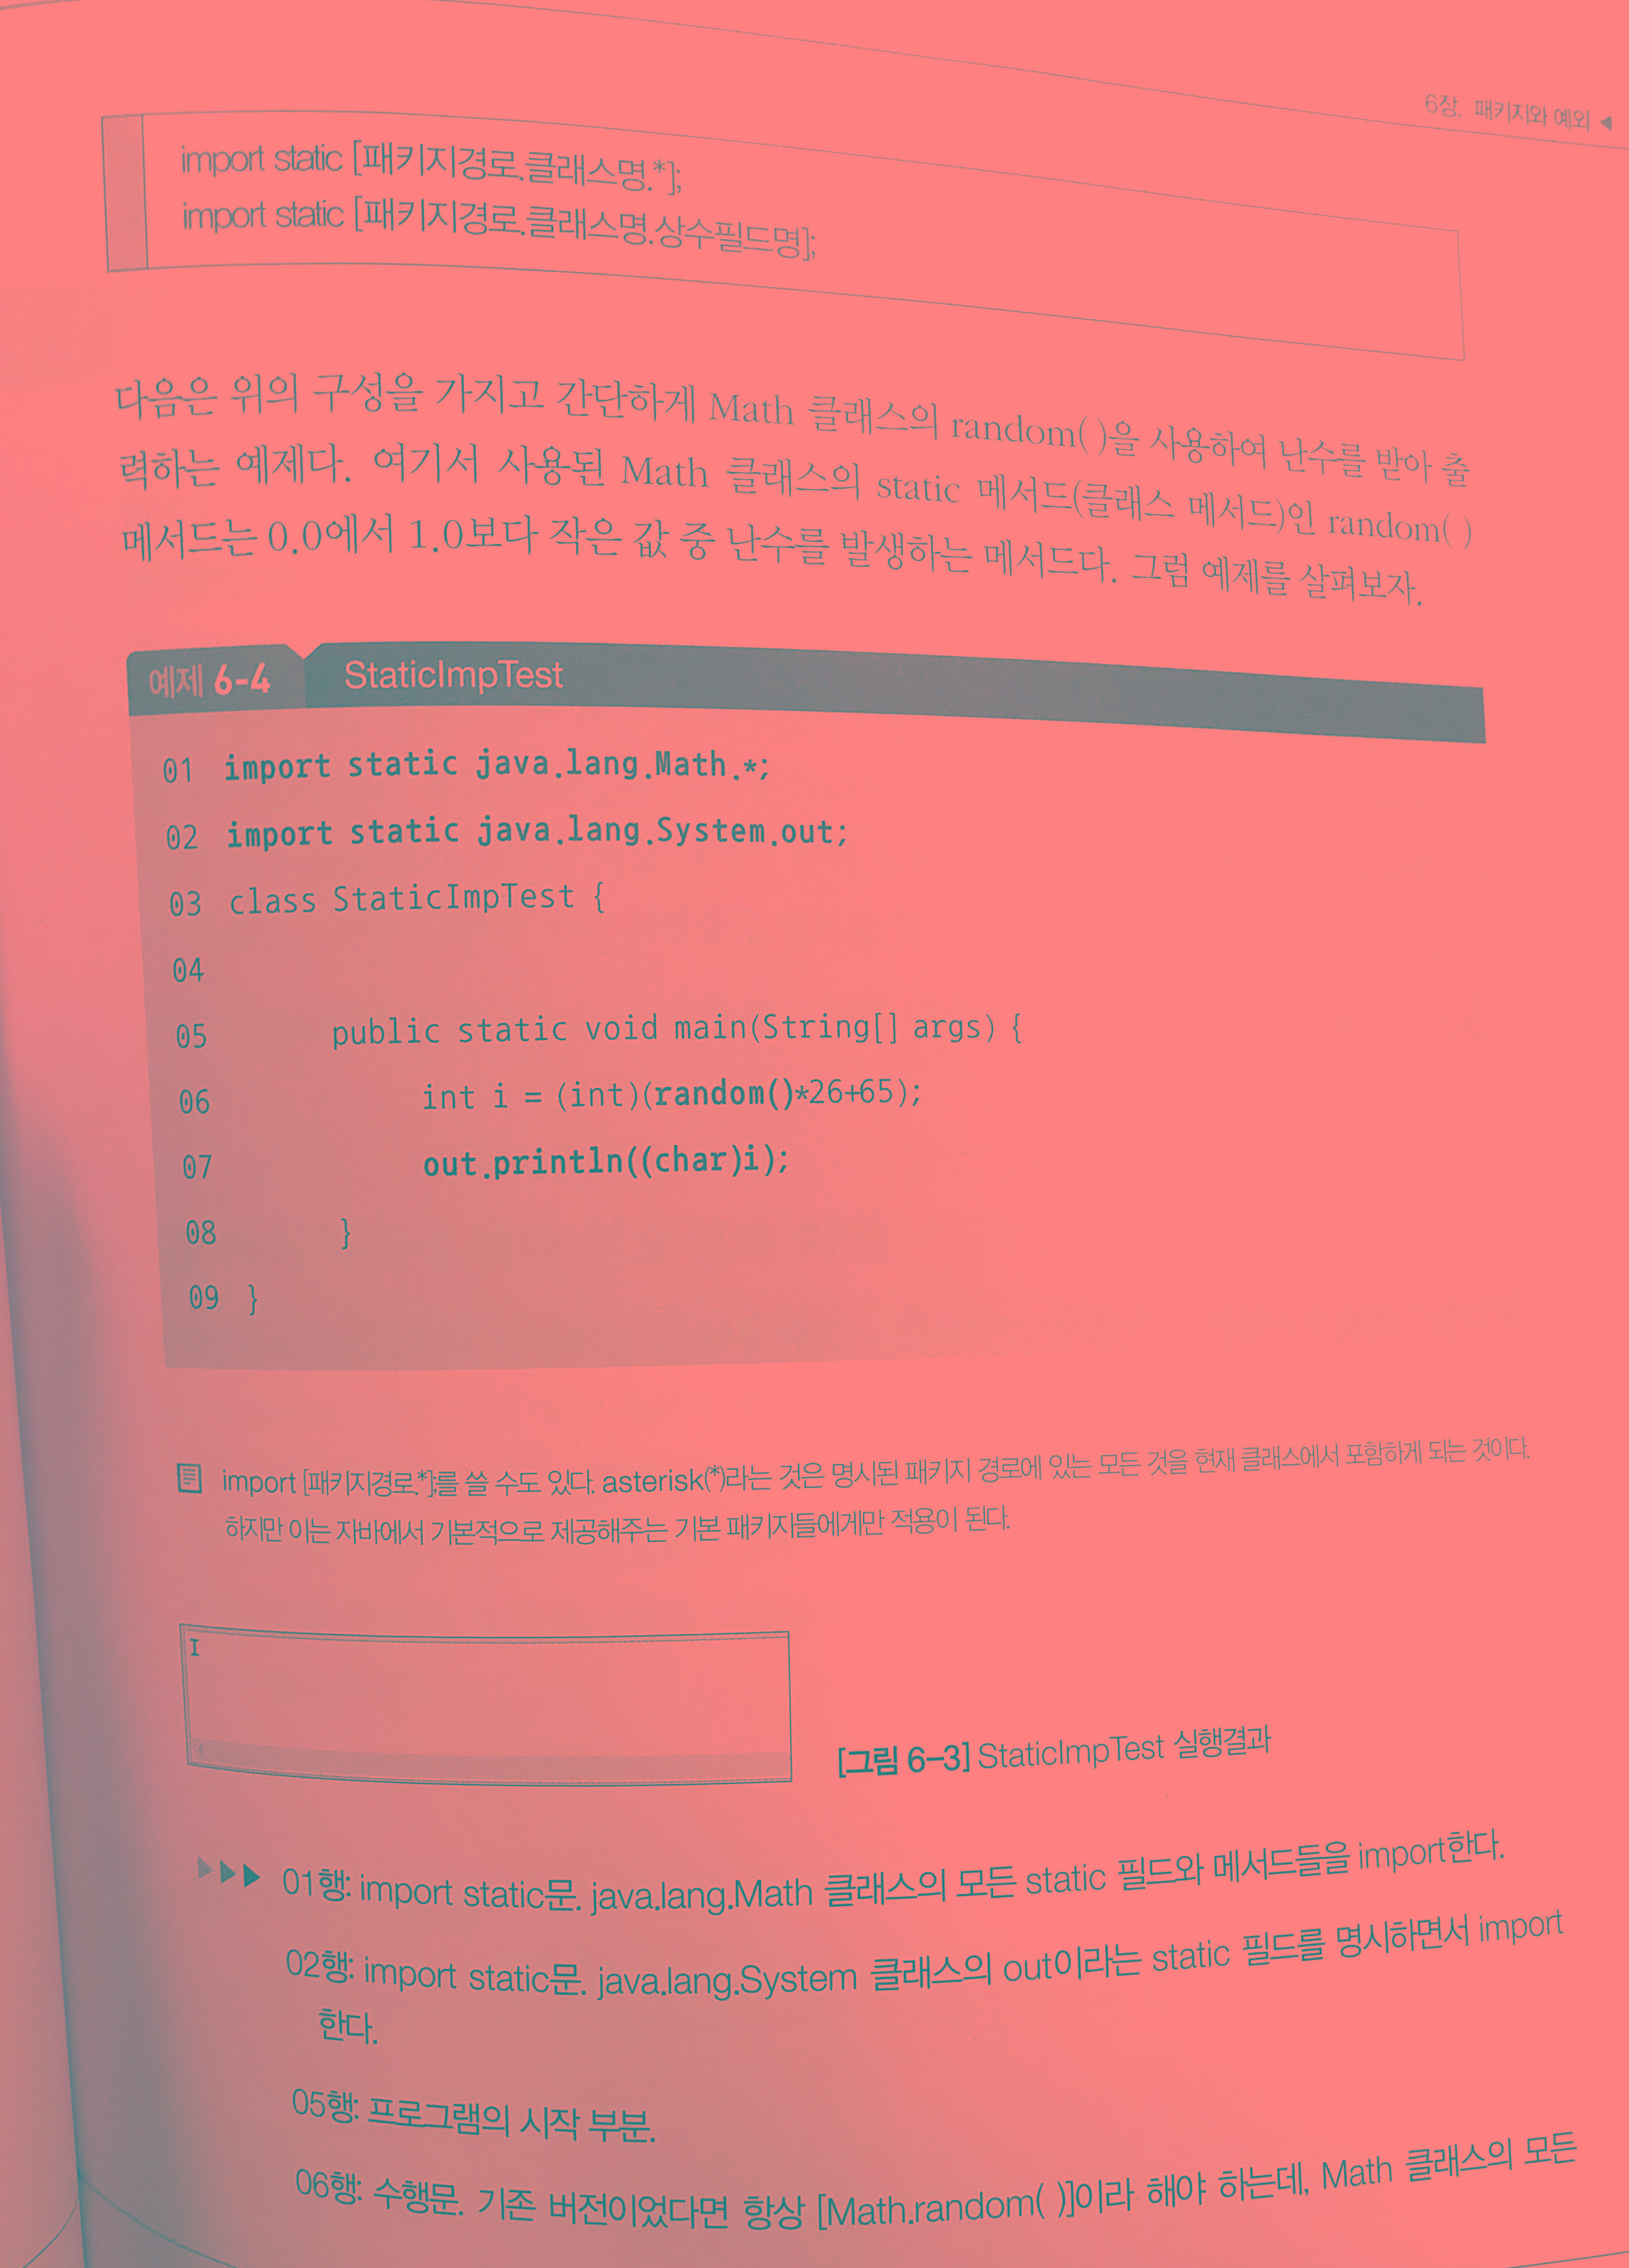 6장. 패키지와 예외 ◀
import static [패키지경로.클래스명.*];
import static [패키지경로.클래스명.상수필드명];
다음은 위의 구성을 가지고 간단하게 Math 클래스의 random( )을 사용하여 난수를 받아 출
력하는 예제다. 여기서 사용된 Math 클래스의 static 메서드(클래스 메서드)인 random( )
메서드는 0.0에서 1.0보다 작은 값 중 난수를 발생하는 메서드다. 그럼 예제를 살펴보자.
예제 6-4 StaticImpTest
01 import static java.lang.Math.*;
02 import static java.lang.System.out;
03 class StaticImpTest {
04
05 public static void main(String[] args) {
06 int i = (int)(random()*26+65);
07 out.println((char)i);
08 }
09 }
import [패키지경로.*];를 쓸 수도 있다. asterisk(*)라는 것은 명시된 패키지 경로에 있는 모든 것을 현재 클래스에서 포함하게 되는 것이다.
하지만 이는 자바에서 기본적으로 제공해주는 기본 패키지들에게만 적용이 된다.
I
[그림 6-3] StaticImpTest 실행결과
▶▶▶ 01행: import static문. java.lang.Math 클래스의 모든 static 필드와 메서드들을 import한다.
02행: import static문. java.lang.System 클래스의 out이라는 static 필드를 명시하면서 import
한다.
05행: 프로그램의 시작 부분.
06행: 수행문. 기존 버전이었다면 항상 [Math.random( )]이라 해야 하는데, Math 클래스의 모든